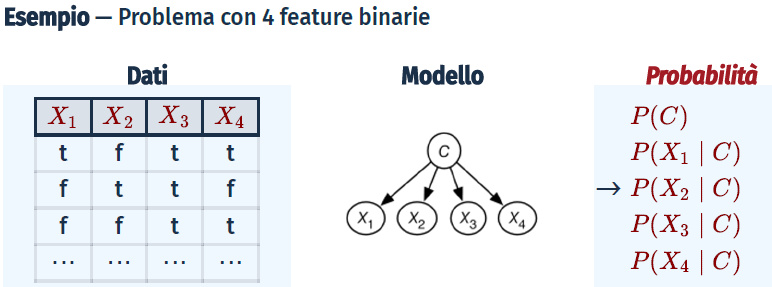 Esempio — Problema con 4 feature binarie
Dati
X₁ X₂ X₃ X₄
t f t t
f t t f
f f t t
... ... ... ...
Modello
C
X₁ X₂ X₃ X₄
Probabilità
P(C)
P(X₁ | C)
→ P(X₂ | C)
P(X₃ | C)
P(X₄ | C)